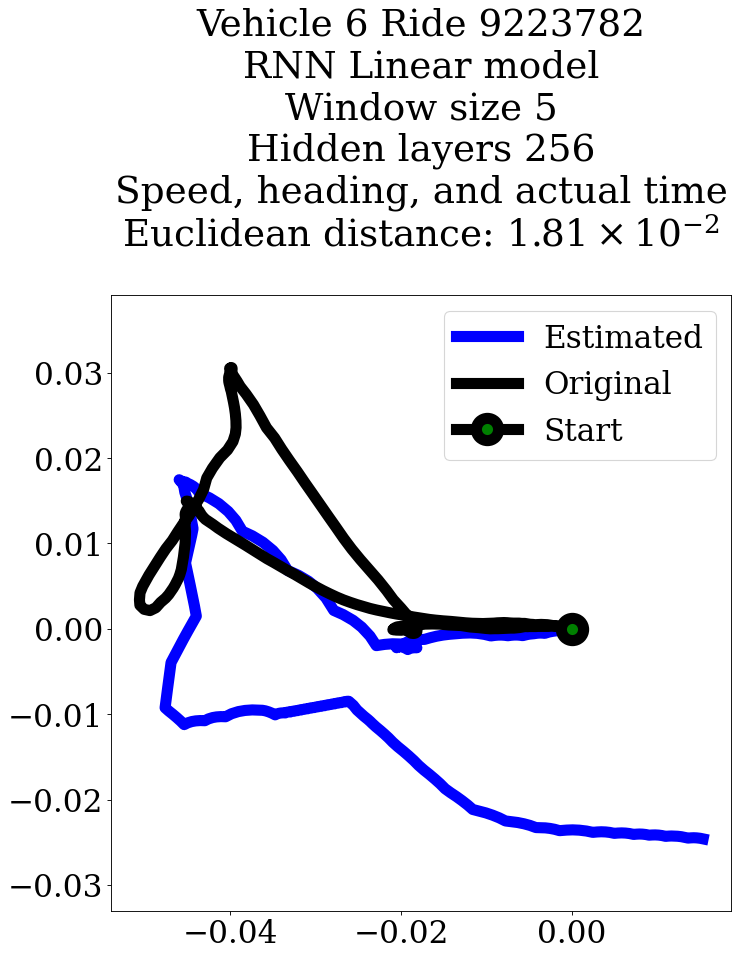 Vehicle 6 Ride 9223782
RNN Linear model
Window size 5
Hidden layers 256
Speed, heading, and actual time
Euclidean distance: 1.81 × 10⁻²
Estimated
Original
Start
0.03
0.02
0.01
0.00
−0.01
−0.02
−0.03
−0.04
−0.02
0.00